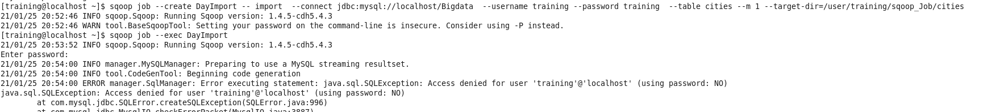 [training@localhost ~]$ sqoop job --create DayImport -- import  --connect jdbc:mysql://localhost/Bigdata  --username training --password training  --table cities --m 1 --target-dir=/user/training/sqoop_Job/cities
21/01/25 20:52:46 INFO sqoop.Sqoop: Running Sqoop version: 1.4.5-cdh5.4.3
21/01/25 20:52:46 WARN tool.BaseSqoopTool: Setting your password on the command-line is insecure. Consider using -P instead.
[training@localhost ~]$ sqoop job --exec DayImport
21/01/25 20:53:52 INFO sqoop.Sqoop: Running Sqoop version: 1.4.5-cdh5.4.3
Enter password:
21/01/25 20:54:00 INFO manager.MySQLManager: Preparing to use a MySQL streaming resultset.
21/01/25 20:54:00 INFO tool.CodeGenTool: Beginning code generation
21/01/25 20:54:00 ERROR manager.SqlManager: Error executing statement: java.sql.SQLException: Access denied for user 'training'@'localhost' (using password: NO)
java.sql.SQLException: Access denied for user 'training'@'localhost' (using password: NO)
        at com.mysql.jdbc.SQLError.createSQLException(SQLError.java:996)
        at com.mysql.jdbc.MysqlIO.checkErrorPacket(MysqlIO.java:3887)